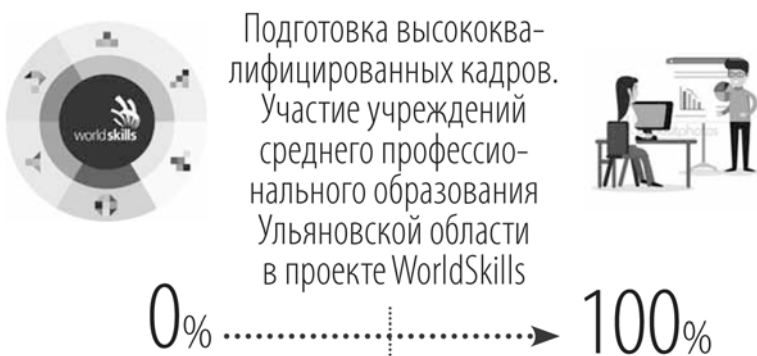 Подготовка высококва-
лифицированных кадров.
Участие учреждений
среднего профессио-
нального образования
Ульяновской области
в проекте WorldSkills
worldskills
0% 100%